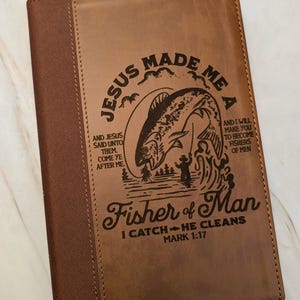 JESUS MADE ME A
AND JESUS
SAID UNTO
THEM,
COME YE
AFTER ME,
AND I WILL
MAKE YOU
TO BECOME
FISHERS
OF MEN
Fisher of Man
I CATCH HE CLEANS
MARK 1:17